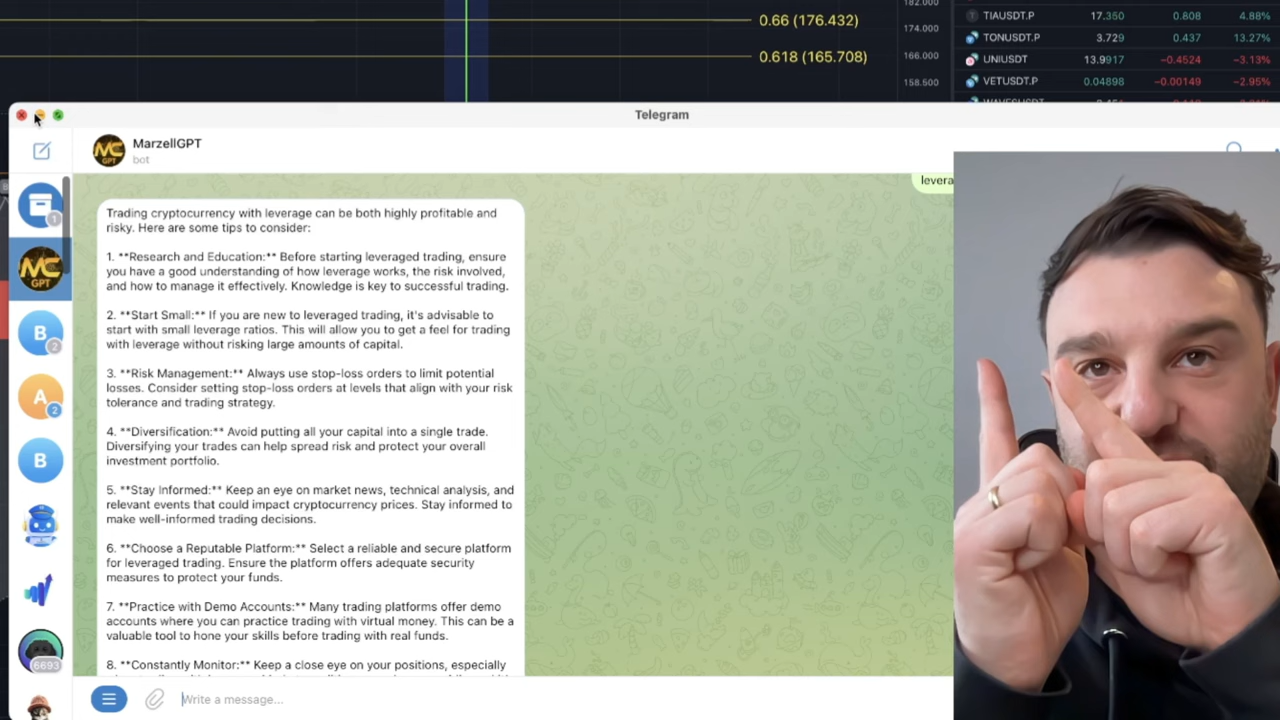 182.000
0.66 (176.432)
TIAUSDT.P 17.350 0.808 4.88%
174.000
TONUSDT.P 3.729 0.437 13.27%
0.618 (165.708)
166.000
UNIUSDT 13.9917 -0.4524 -3.13%
158.500
VETUSDT.P 0.04898 -0.00149 -2.95%
Telegram
MC
GPT
MarzellGPT
bot
levera
1
MC
GPT
B
2
A
2
B
6693
Trading cryptocurrency with leverage can be both highly profitable and
risky. Here are some tips to consider:
1. **Research and Education:** Before starting leveraged trading, ensure
you have a good understanding of how leverage works, the risk involved,
and how to manage it effectively. Knowledge is key to successful trading.
2. **Start Small:** If you are new to leveraged trading, it's advisable to
start with small leverage ratios. This will allow you to get a feel for trading
with leverage without risking large amounts of capital.
3. **Risk Management:** Always use stop-loss orders to limit potential
losses. Consider setting stop-loss orders at levels that align with your risk
tolerance and trading strategy.
4. **Diversification:** Avoid putting all your capital into a single trade.
Diversifying your trades can help spread risk and protect your overall
investment portfolio.
5. **Stay Informed:** Keep an eye on market news, technical analysis, and
relevant events that could impact cryptocurrency prices. Stay informed to
make well-informed trading decisions.
6. **Choose a Reputable Platform:** Select a reliable and secure platform
for leveraged trading. Ensure the platform offers adequate security
measures to protect your funds.
7. **Practice with Demo Accounts:** Many trading platforms offer demo
accounts where you can practice trading with virtual money. This can be a
valuable tool to hone your skills before trading with real funds.
8. **Constantly Monitor:** Keep a close eye on your positions, especially
Write a message...